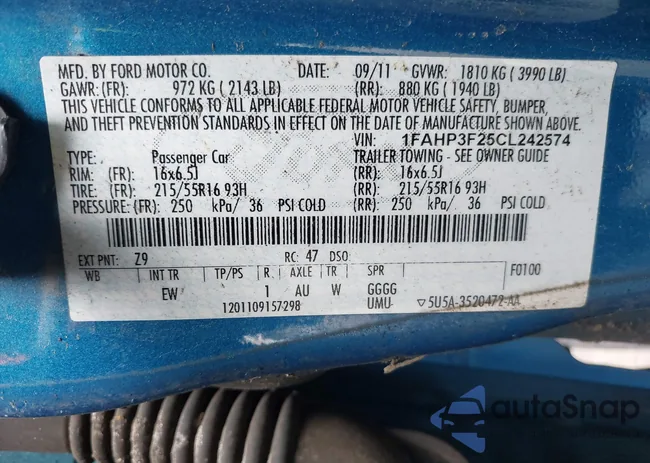 MFD. BY FORD MOTOR CO. DATE: 09/11 GVWR: 1810 KG ( 3990 LB)
GAWR:(FR): 972 KG ( 2143 LB) (RR): 880 KG ( 1940 LB)
THIS VEHICLE CONFORMS TO ALL APPLICABLE FEDERAL MOTOR VEHICLE SAFETY, BUMPER,
AND THEFT PREVENTION STANDARDS IN EFFECT ON THE DATE OF MANUFACTURE SHOWN ABOVE.
VIN: 1FAHP3F25CL242574
TYPE: Passenger Car TRAILER TOWING - SEE OWNER GUIDE
RIM: (FR): 16x6.5J (RR): 16x6.5J
TIRE: (FR): 215/55R16 93H (RR): 215/55R16 93H
PRESSURE: (FR): 250 kPa/ 36 PSI COLD (RR): 250 kPa/ 36 PSI COLD
EXT PNT: Z9 RC: 47 DSO: F0100
WB INT TR TP/PS R. AXLE TR SPR
EW 1 AU W GGGG
1201109157298 UMU- ▽5U5A-3520472-AA
autoSnap
POWERED BY CARS